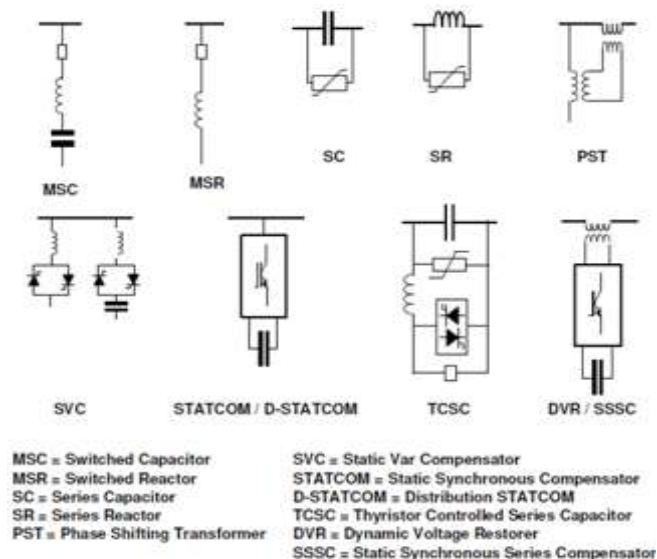 MSC
MSR
SC
SR
PST
SVC
STATCOM / D-STATCOM
TCSC
DVR / SSSC
MSC = Switched Capacitor
MSR = Switched Reactor
SC = Series Capacitor
SR = Series Reactor
PST = Phase Shifting Transformer
SVC = Static Var Compensator
STATCOM = Static Synchronous Compensator
D-STATCOM = Distribution STATCOM
TCSC = Thyristor Controlled Series Capacitor
DVR = Dynamic Voltage Restorer
SSSC = Static Synchronous Series Compensator